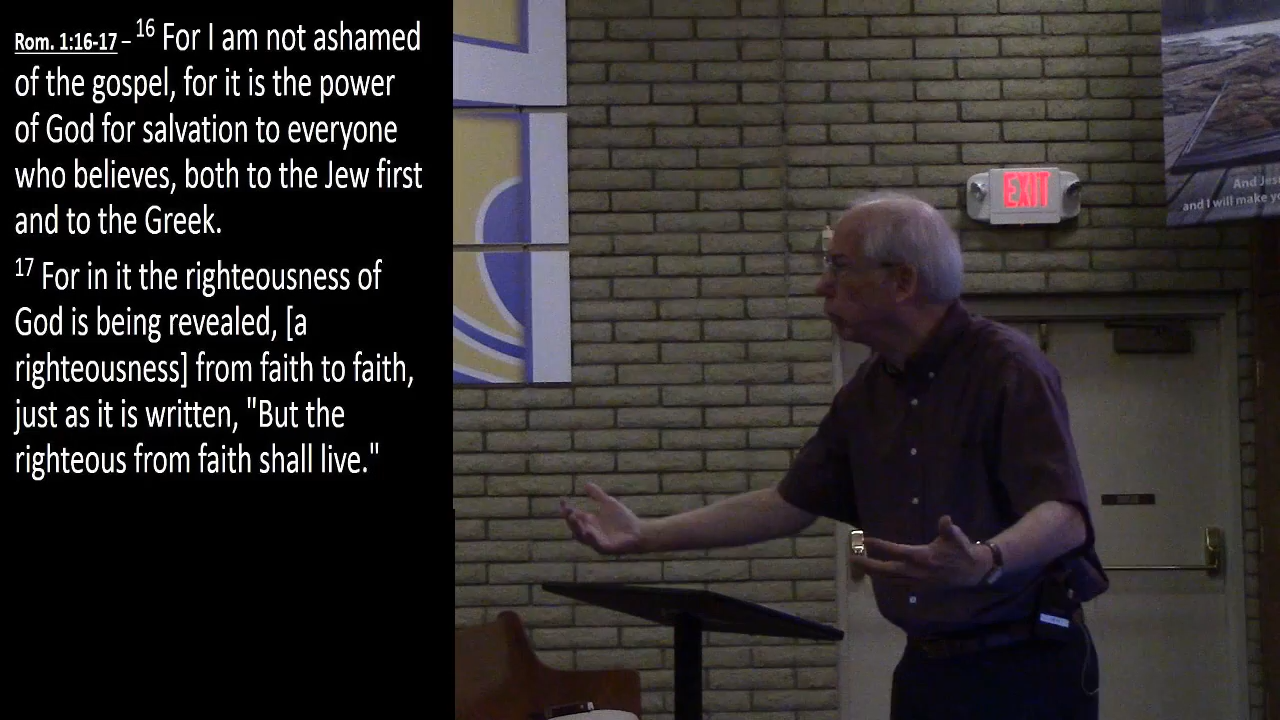 Rom. 1:16-17 – 16 For I am not ashamed
of the gospel, for it is the power
of God for salvation to everyone
who believes, both to the Jew first
and to the Greek.
17 For in it the righteousness of
God is being revealed, [a
righteousness] from faith to faith,
just as it is written, "But the
righteous from faith shall live."
EXIT
And Jesu
and I will make yo